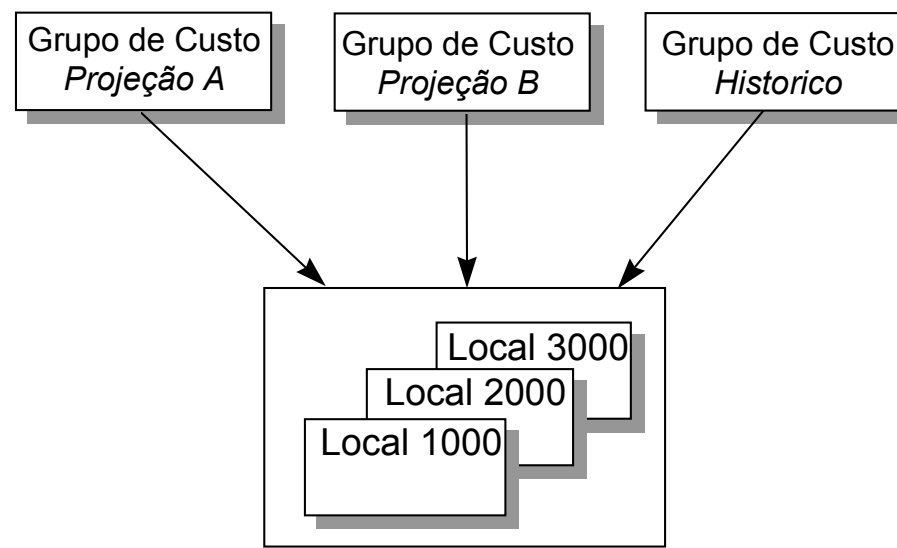 Grupo de Custo
Projeção A
Grupo de Custo
Projeção B
Grupo de Custo
Historico
Local 3000
Local 2000
Local 1000